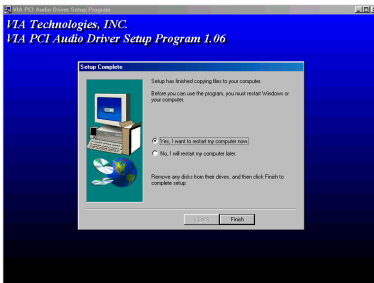 VIA PCI Audio Driver Setup Program
VIA Technologies, INC.
VIA PCI Audio Driver Setup Program 1.06
Setup Complete
Setup has finished copying files to your computer.
Before you can use the program, you must restart Windows or
your computer.
Yes, I want to restart my computer now.
No, I will restart my computer later.
Remove any disks from their drives, and then click Finish to
complete setup.
< Back
Finish